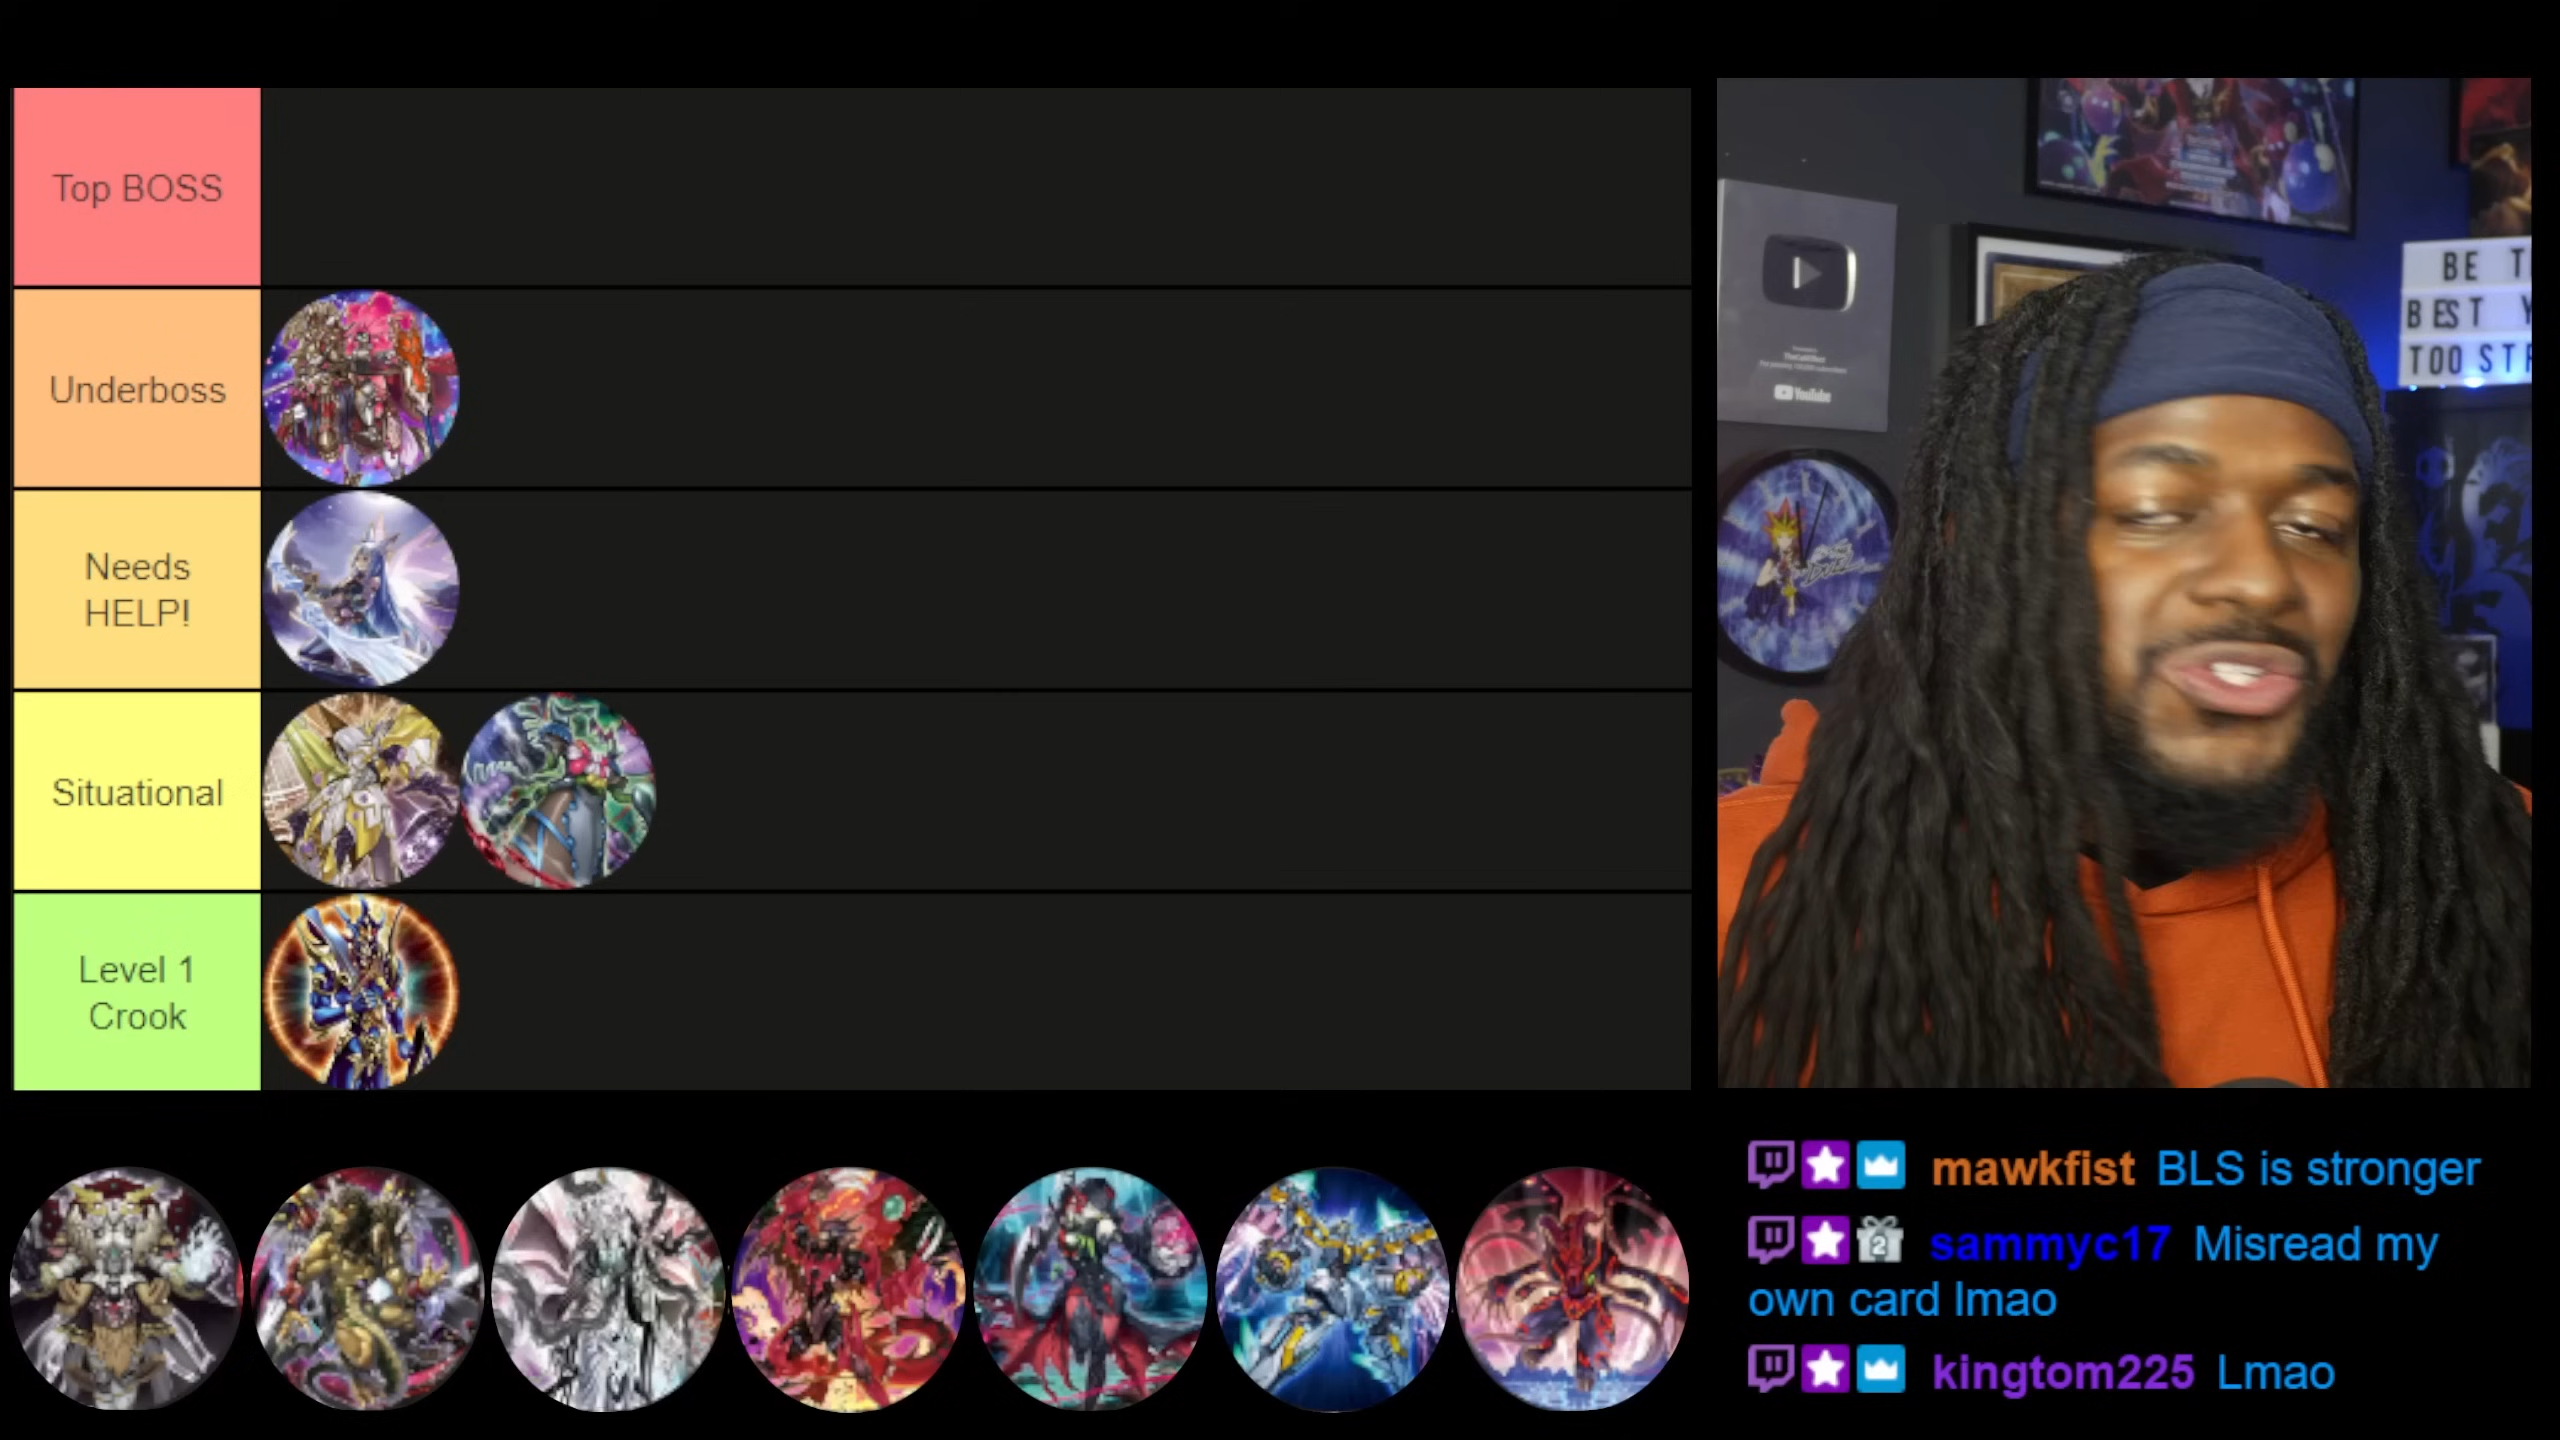 Top BOSS
Underboss
Needs
HELP!
Situational
Level 1
Crook
YouTube
BE
BEST
TOO
mawkfist BLS is stronger
sammyc17 Misread my
own card lmao
kingtom225 Lmao